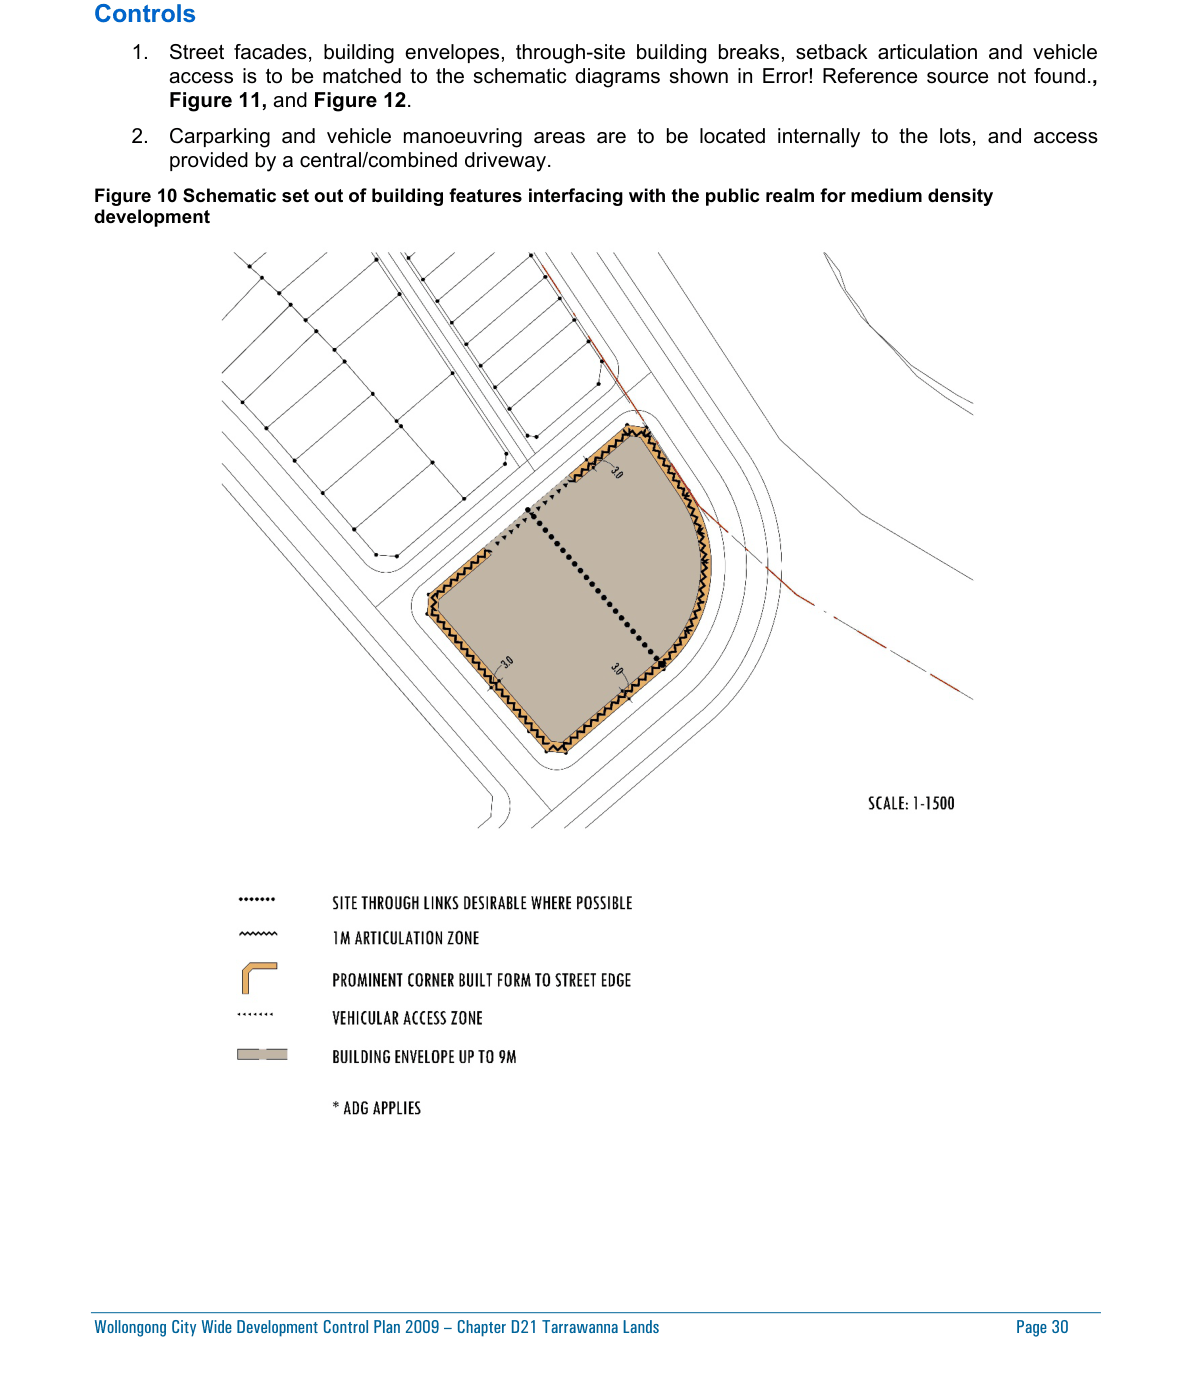 Controls
1. Street facades, building envelopes, through-site building breaks, setback articulation and vehicle
access is to be matched to the schematic diagrams shown in Error! Reference source not found.,
Figure 11, and Figure 12.
2. Carparking and vehicle manoeuvring areas are to be located internally to the lots, and access
provided by a central/combined driveway.
Figure 10 Schematic set out of building features interfacing with the public realm for medium density
development
3.0
3.0
3.0
SCALE: 1-1500
SITE THROUGH LINKS DESIRABLE WHERE POSSIBLE
1M ARTICULATION ZONE
PROMINENT CORNER BUILT FORM TO STREET EDGE
VEHICULAR ACCESS ZONE
BUILDING ENVELOPE UP TO 9M
* ADG APPLIES
Wollongong City Wide Development Control Plan 2009 – Chapter D21 Tarrawanna Lands Page 30